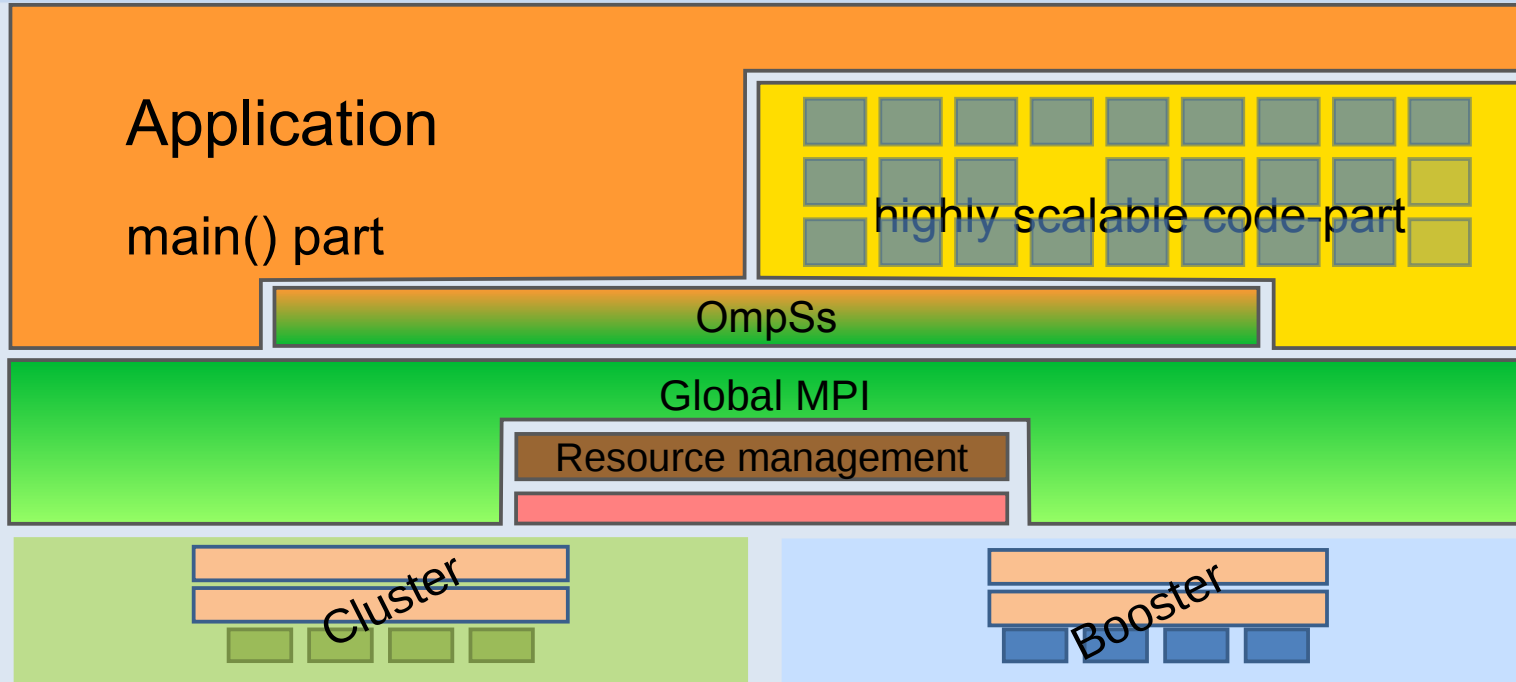 Application
main() part
highly scalable code-part
OmpSs
Global MPI
Resource management
Cluster
Booster